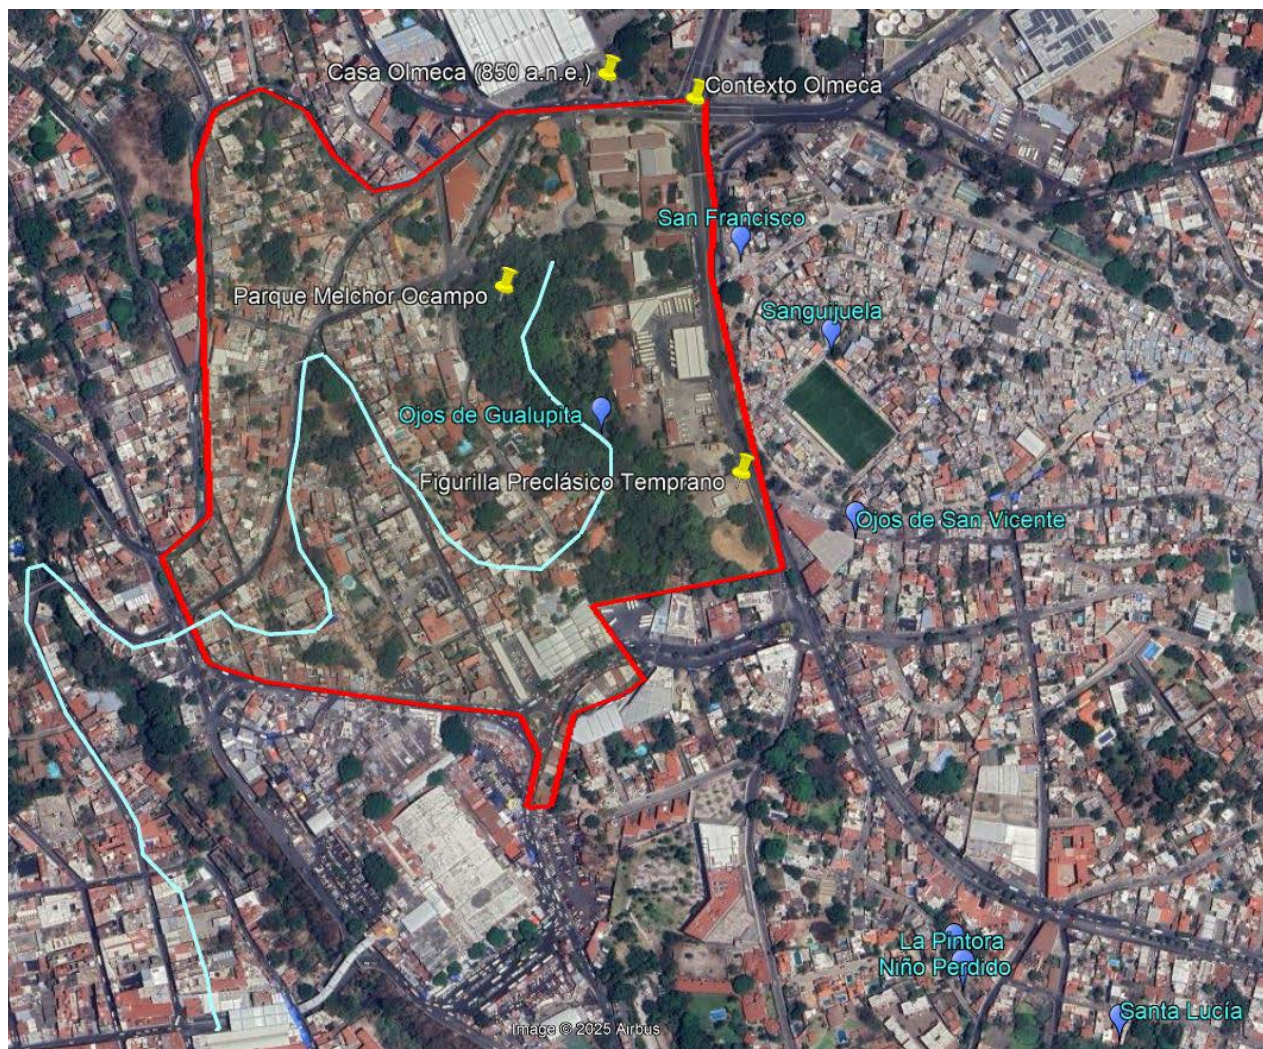 Casa Olmeca (850 a.n.e.)
Contexto Olmeca
San Francisco
Parque Melchor Ocampo
Sanguijuela
Ojos de Gualupita
Figurilla Preclásico Temprano
Ojos de San Vicente
La Pintora
Niño Perdido
Santa Lucía
Image © 2025 Airbus